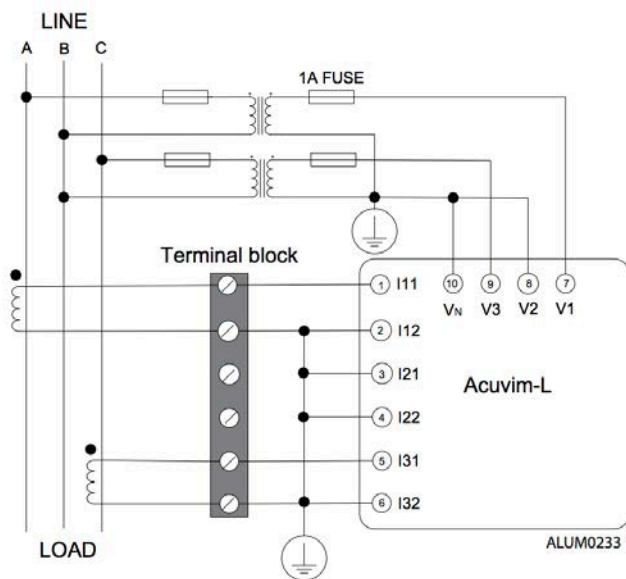 LINE
A B C
1A FUSE
Terminal block
10 9 8 7
VN V3 V2 V1
1 I11
2 I12
3 I21
4 I22
5 I31
6 I32
Acuvim-L
LOAD
ALUM0233